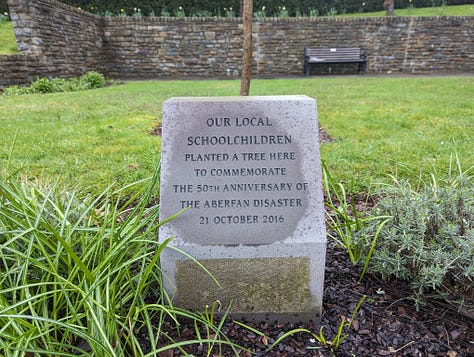 OUR LOCAL
SCHOOLCHILDREN
PLANTED A TREE HERE
TO COMMEMORATE
THE 50TH ANNIVERSARY OF
THE ABERFAN DISASTER
21 OCTOBER 2016